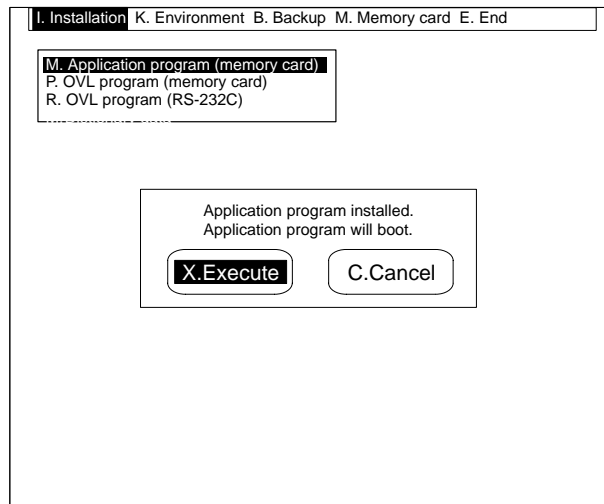 I. Installation K. Environment B. Backup M. Memory card E. End
M. Application program (memory card)
P. OVL program (memory card)
R. OVL program (RS-232C)
Application program installed.
Application program will boot.
X.Execute C.Cancel